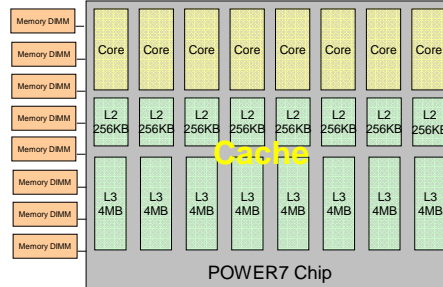 Memory DIMM
Memory DIMM
Memory DIMM
Memory DIMM
Memory DIMM
Memory DIMM
Memory DIMM
Memory DIMM
Core Core Core Core Core Core Core Core
L2 L2 L2 L2 L2 L2 L2 L2
256KB 256KB 256KB 256KB 256KB 256KB 256KB 256KB
Cache
L3 L3 L3 L3 L3 L3 L3 L3
4MB 4MB 4MB 4MB 4MB 4MB 4MB 4MB
POWER7 Chip